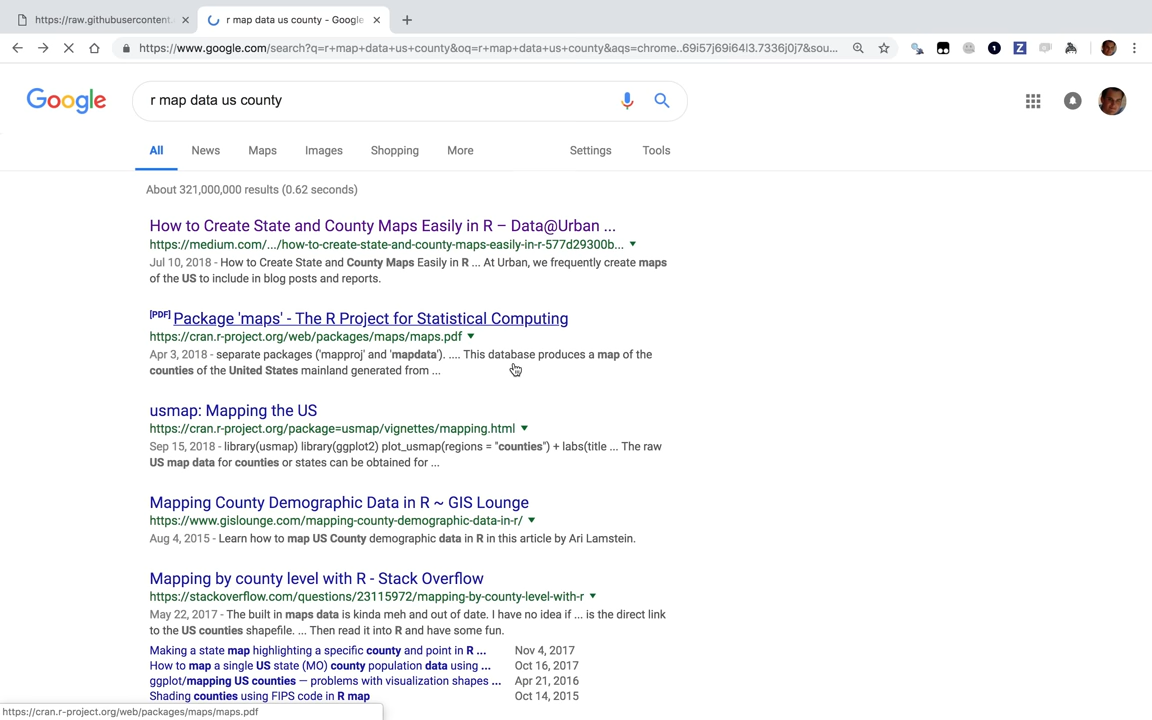 https://raw.githubusercontent.
r map data us county - Google
https://www.google.com/search?q=r+map+data+us+county&oq=r+map+data+us+county&aqs=chrome..69i57j69i64l3.7336j0j7&sou...
Google
r map data us county
All
News
Maps
Images
Shopping
More
Settings
Tools
About 321,000,000 results (0.62 seconds)
How to Create State and County Maps Easily in R – Data@Urban ...
https://medium.com/.../how-to-create-state-and-county-maps-easily-in-r-577d29300b...
Jul 10, 2018 - How to Create State and County Maps Easily in R ... At Urban, we frequently create maps
of the US to include in blog posts and reports.
[PDF] Package 'maps' - The R Project for Statistical Computing
https://cran.r-project.org/web/packages/maps/maps.pdf
Apr 3, 2018 - separate packages ('mapproj' and 'mapdata'). .... This database produces a map of the
counties of the United States mainland generated from ...
usmap: Mapping the US
https://cran.r-project.org/package=usmap/vignettes/mapping.html
Sep 15, 2018 - library(usmap) library(ggplot2) plot_usmap(regions = "counties") + labs(title ... The raw
US map data for counties or states can be obtained for ...
Mapping County Demographic Data in R ~ GIS Lounge
https://www.gislounge.com/mapping-county-demographic-data-in-r/
Aug 4, 2015 - Learn how to map US County demographic data in R in this article by Ari Lamstein.
Mapping by county level with R - Stack Overflow
https://stackoverflow.com/questions/23115972/mapping-by-county-level-with-r
May 22, 2017 - The built in maps data is kinda meh and out of date. I have no idea if ... is the direct link
to the US counties shapefile. ... Then read it into R and have some fun.
Making a state map highlighting a specific county and point in R ... Nov 4, 2017
How to map a single US state (MO) county population data using ... Oct 16, 2017
ggplot/mapping US counties — problems with visualization shapes ... Apr 21, 2016
Shading counties using FIPS code in R map Oct 14, 2015
https://cran.r-project.org/web/packages/maps/maps.pdf